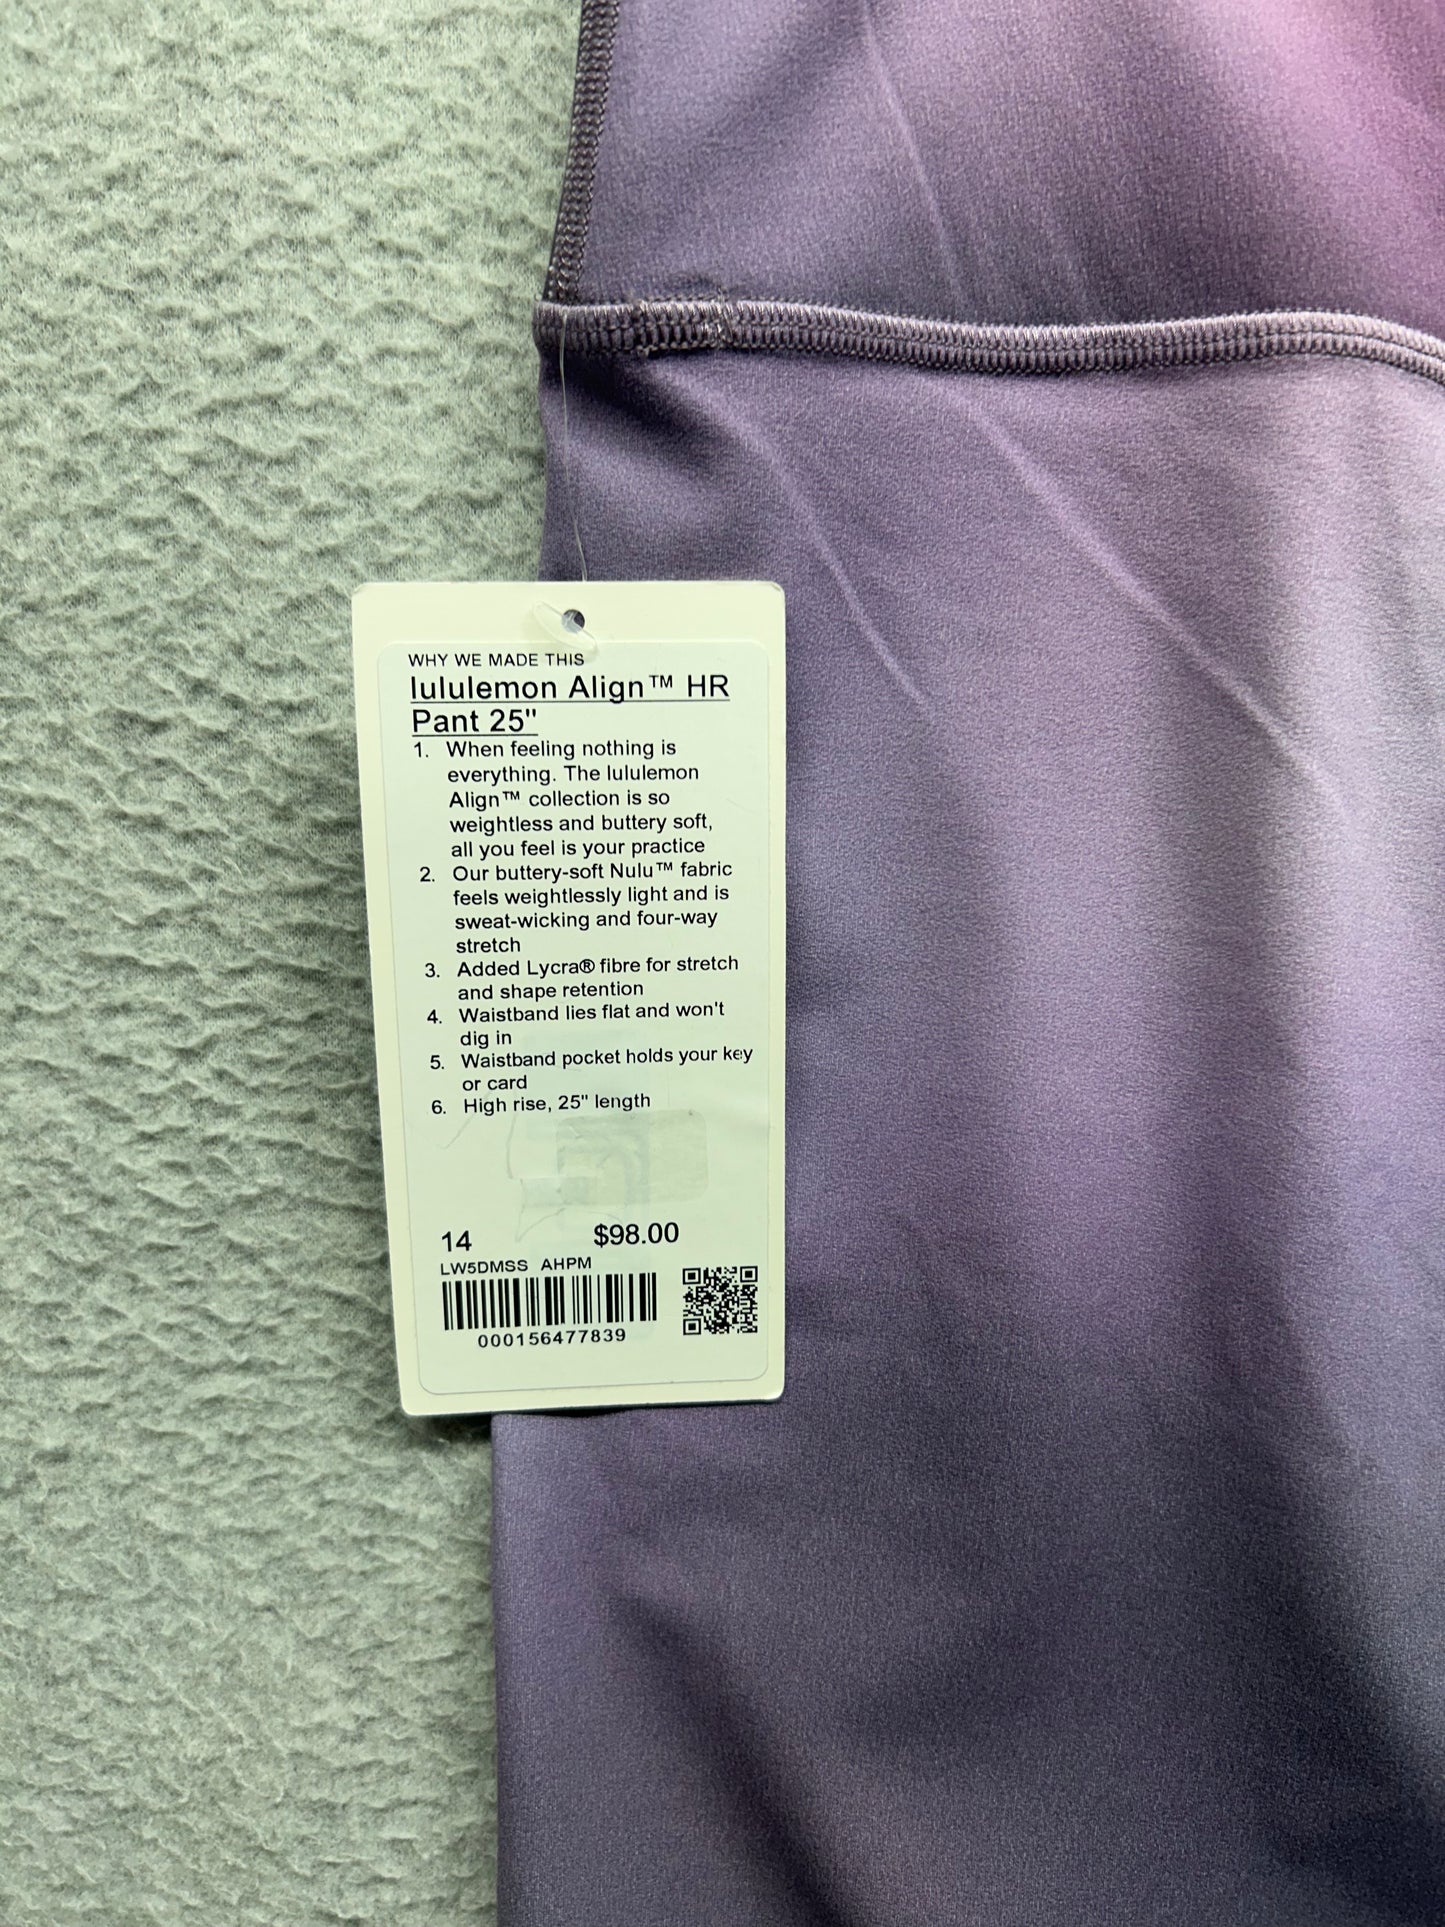 WHY WE MADE THIS
lululemon Align™ HR
Pant 25"
1. When feeling nothing is
everything. The lululemon
Align™ collection is so
weightless and buttery soft,
all you feel is your practice
2. Our buttery-soft Nulu™ fabric
feels weightlessly light and is
sweat-wicking and four-way
stretch
3. Added Lycra® fibre for stretch
and shape retention
4. Waistband lies flat and won't
dig in
5. Waistband pocket holds your key
or card
6. High rise, 25" length
14 $98.00
LW5DMSS AHPM
000156477839